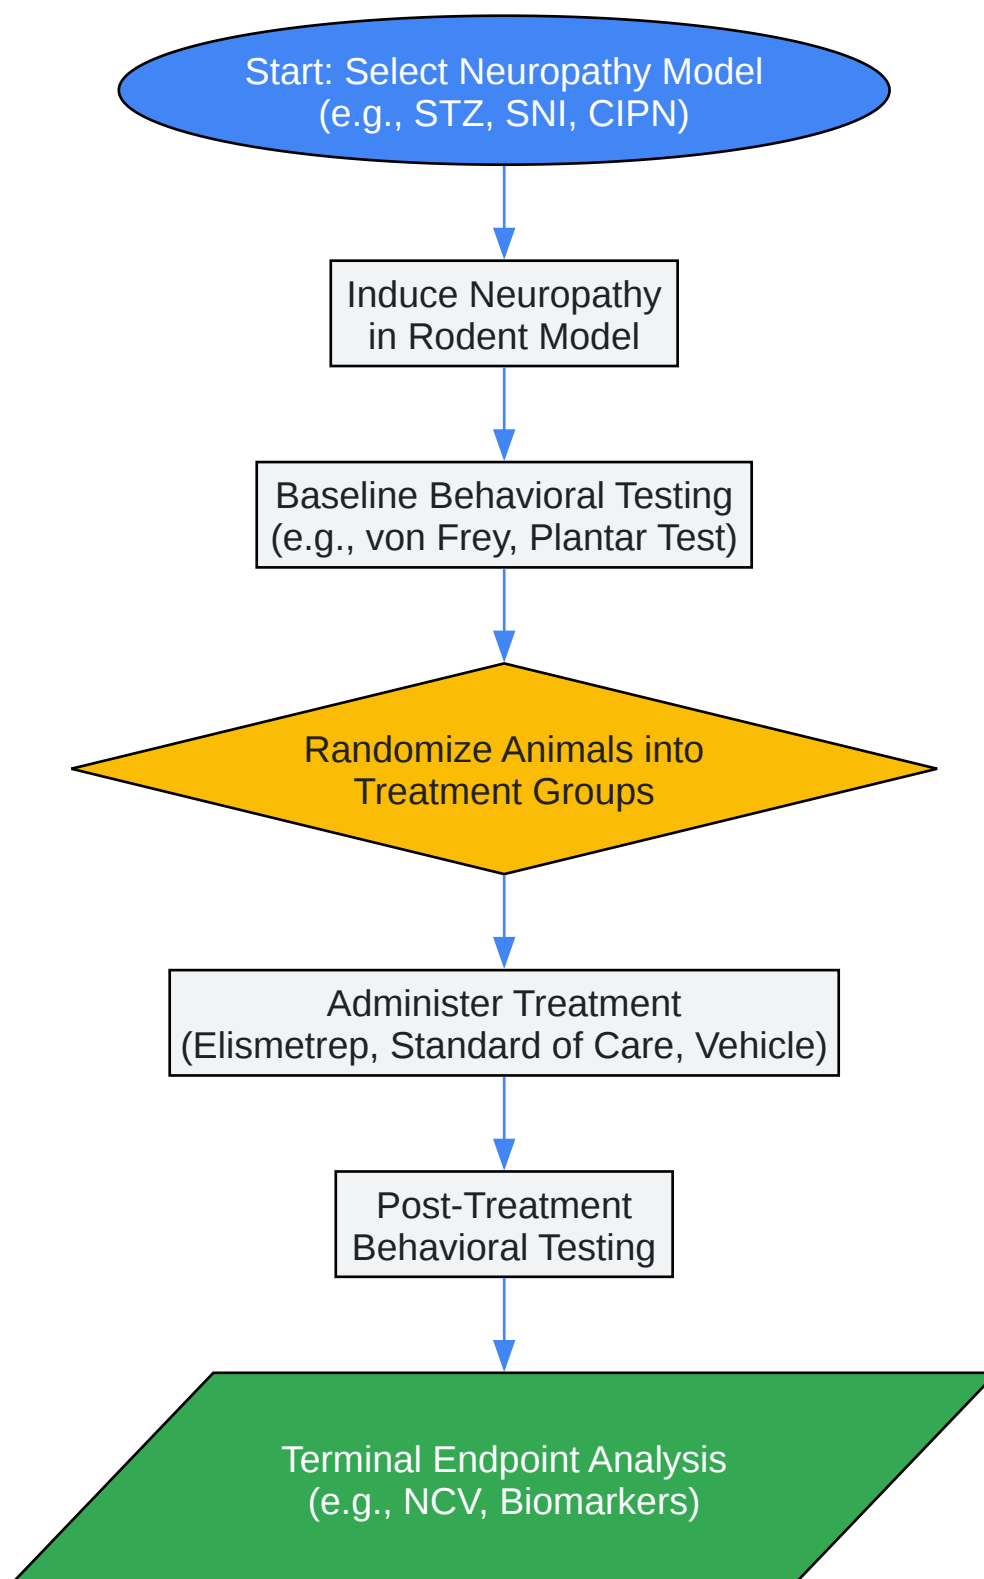 Start: Select Neuropathy Model
(e.g., STZ, SNI, CIPN)
Induce Neuropathy
in Rodent Model
Baseline Behavioral Testing
(e.g., von Frey, Plantar Test)
Randomize Animals into
Treatment Groups
Administer Treatment
(Elismetrep, Standard of Care, Vehicle)
Post-Treatment
Behavioral Testing
Terminal Endpoint Analysis
(e.g., NCV, Biomarkers)